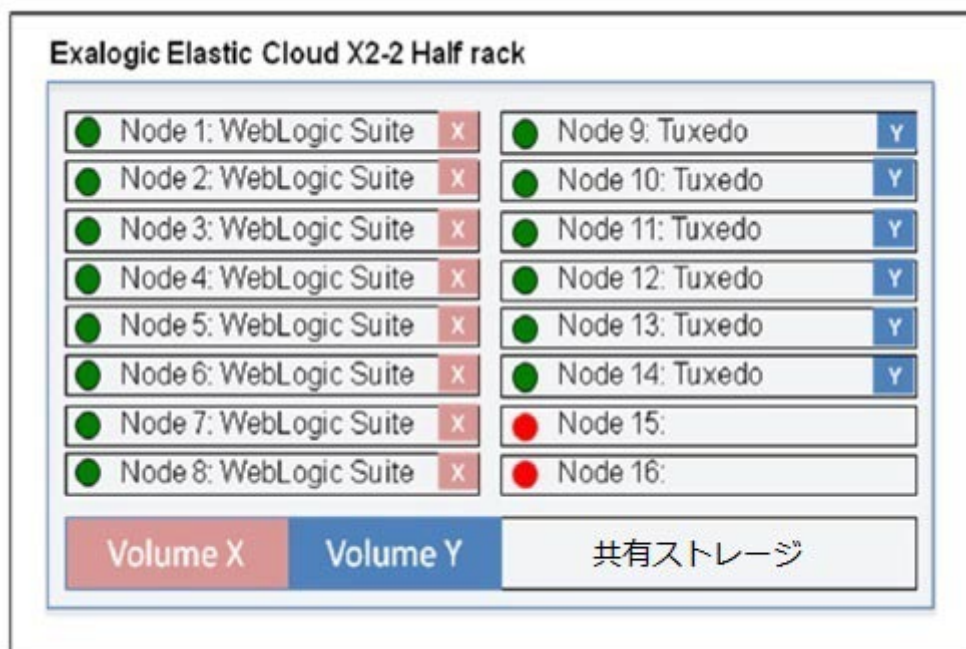 Exalogic Elastic Cloud X2-2 Half rack
Node 1: WebLogic Suite X
Node 2: WebLogic Suite X
Node 3: WebLogic Suite X
Node 4: WebLogic Suite X
Node 5: WebLogic Suite X
Node 6: WebLogic Suite X
Node 7: WebLogic Suite X
Node 8: WebLogic Suite X
Node 9: Tuxedo Y
Node 10: Tuxedo Y
Node 11: Tuxedo Y
Node 12: Tuxedo Y
Node 13: Tuxedo Y
Node 14: Tuxedo Y
Node 15:
Node 16:
Volume X
Volume Y
共有ストレージ